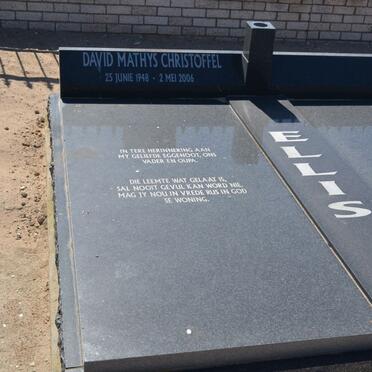 DAVID MATHYS CHRISTOFFEL
25 JUNIE 1948 - 2 MEI 2006
IN TERE HERINNERING AAN
MY GELIEFDE EGGENOOT, ONS
VADER EN OUPA.
DIE LEEMTE WAT GELAAT IS,
SAL NOOIT GEVUL KAN WORD NIE.
MAG JY NOU IN VREDE RUS IN GOD
SE WONING.
ELLIS